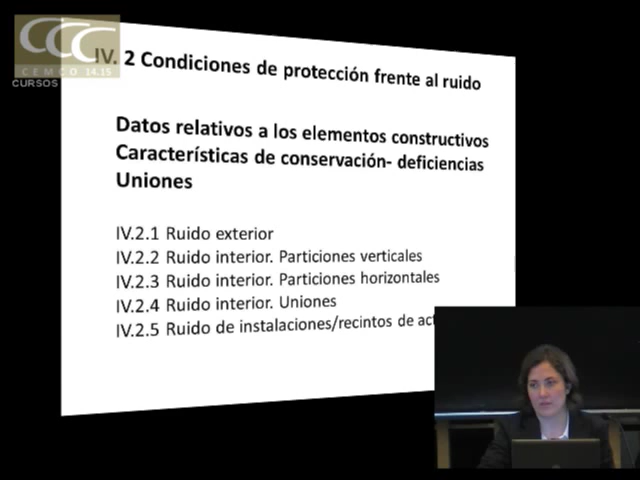 CCC
CEMCO 14.15
CURSOS
IV. 2 Condiciones de protección frente al ruido
Datos relativos a los elementos constructivos
Características de conservación- deficiencias
Uniones
IV.2.1 Ruido exterior
IV.2.2 Ruido interior. Particiones verticales
IV.2.3 Ruido interior. Particiones horizontales
IV.2.4 Ruido interior. Uniones
IV.2.5 Ruido de instalaciones/recintos de